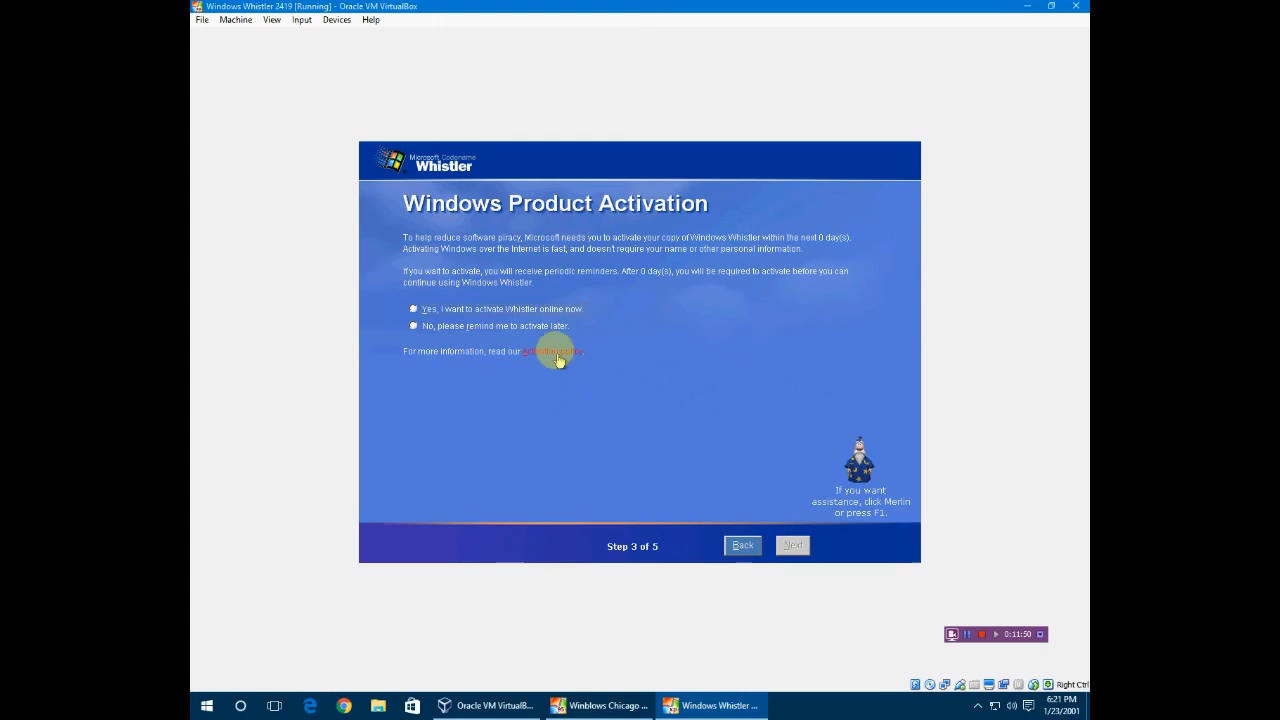 Windows Whistler 2419 [Running] - Oracle VM VirtualBox
File Machine View Input Devices Help
Microsoft Codename
Whistler
Windows Product Activation
To help reduce software piracy, Microsoft needs you to activate your copy of Windows Whistler within the next 0 day(s).
Activating Windows over the Internet is fast, and doesn't require your name or other personal information.
If you wait to activate, you will receive periodic reminders. After 0 day(s), you will be required to activate before you can
continue using Windows Whistler.
Yes, I want to activate Whistler online now.
No, please remind me to activate later.
For more information, read our
If you want
assistance, click Merlin
or press F1.
Step 3 of 5
Back
Next
0:11:50
Right Ctrl
Oracle VM VirtualB...
Winblows Chicago ...
Windows Whistler ...
6:21 PM
1/23/2001